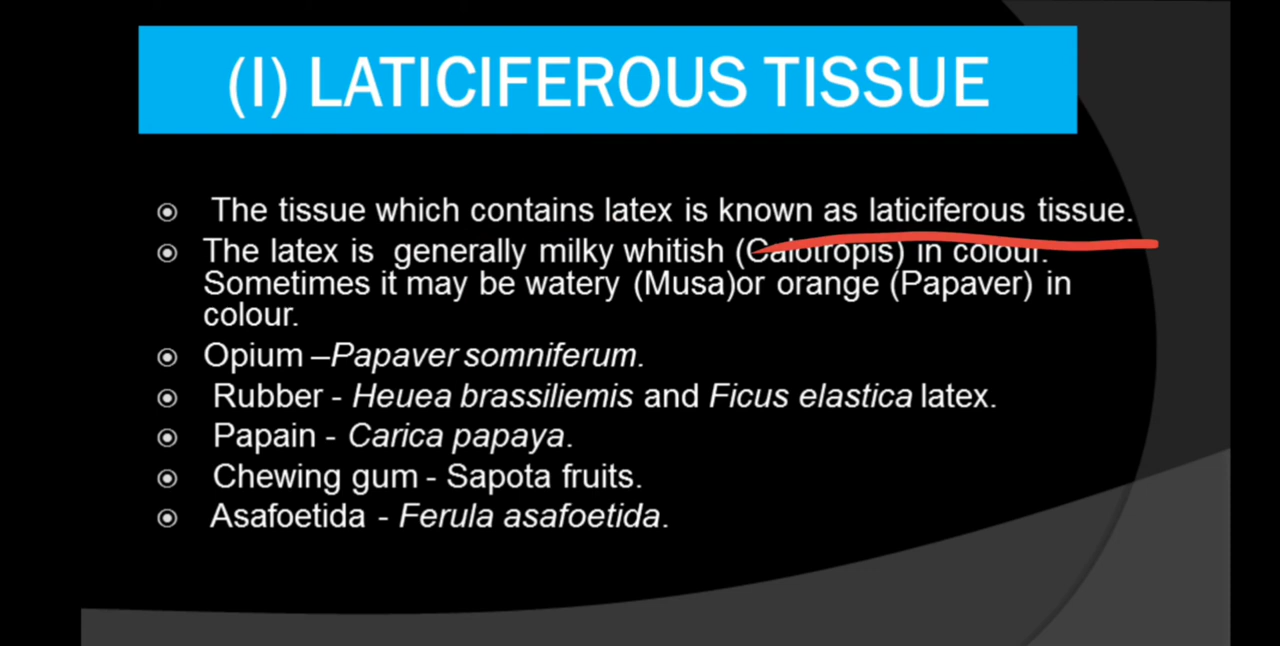 (I) LATICIFEROUS TISSUE
The tissue which contains latex is known as laticiferous tissue.
The latex is generally milky whitish (Calotropis) in colour.
Sometimes it may be watery (Musa)or orange (Papaver) in
colour.
Opium –Papaver somniferum.
Rubber - Heuea brassiliemis and Ficus elastica latex.
Papain - Carica papaya.
Chewing gum - Sapota fruits.
Asafoetida - Ferula asafoetida.